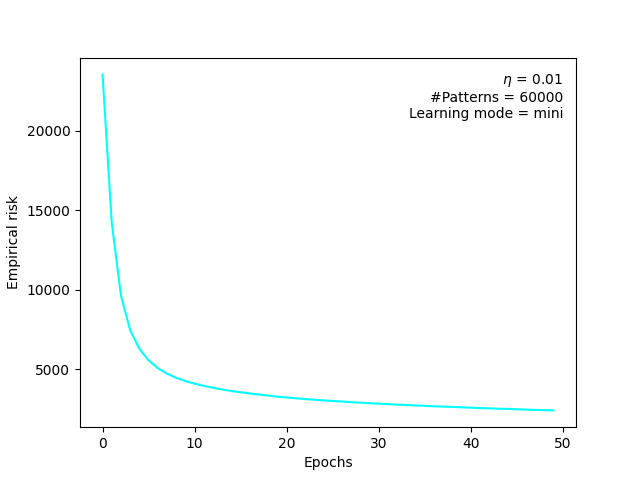 η = 0.01
#Patterns = 60000
Learning mode = mini
Empirical risk
20000
15000
10000
5000
0 10 20 30 40 50
Epochs